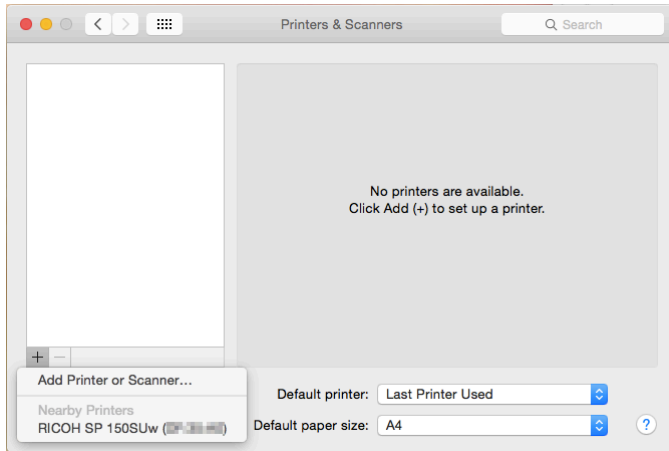 Printers & Scanners
Search
No printers are available.
Click Add (+) to set up a printer.
Add Printer or Scanner...
Nearby Printers
RICOH SP 150SUw ( )
Default printer: Last Printer Used
Default paper size: A4
?